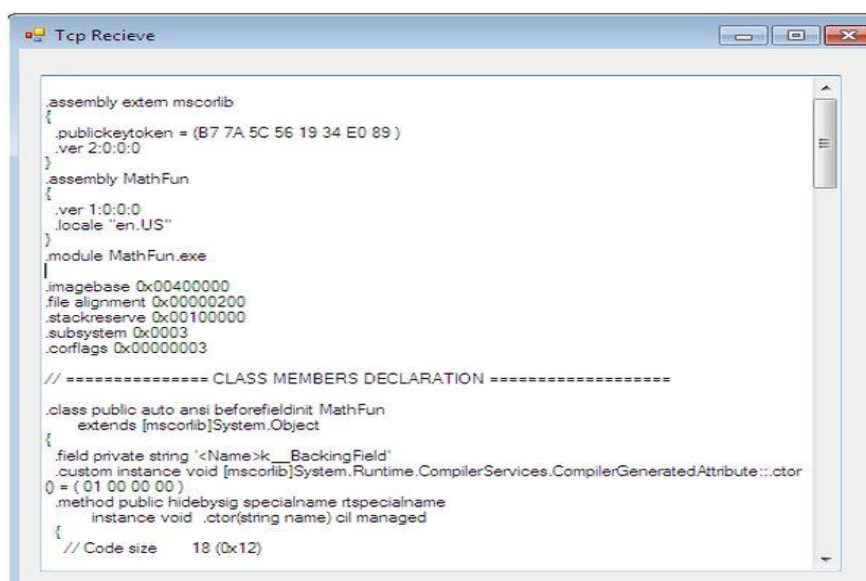 Tcp Recieve
.assembly extern mscorlib
{
.publickeytoken = (B7 7A 5C 56 19 34 E0 89 )
.ver 2:0:0:0
}
.assembly MathFun
{
.ver 1:0:0:0
.locale "en.US"
}
.module MathFun.exe
.imagebase 0x00400000
.file alignment 0x00000200
.stackreserve 0x00100000
.subsystem 0x0003
.corflags 0x00000003
// =============== CLASS MEMBERS DECLARATION ===================
.class public auto ansi beforefieldinit MathFun
extends [mscorlib]System.Object
{
.field private string '<Name>k__BackingField'
.custom instance void [mscorlib]System.Runtime.CompilerServices.CompilerGeneratedAttribute::.ctor
() = ( 01 00 00 00 )
.method public hidebysig specialname rtspecialname
instance void .ctor(string name) cil managed
{
// Code size 18 (0x12)